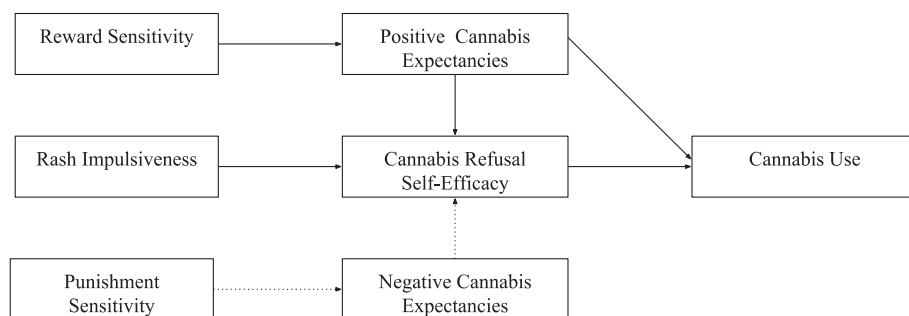 Reward Sensitivity
Positive Cannabis
Expectancies
Rash Impulsiveness
Cannabis Refusal
Self-Efficacy
Cannabis Use
Punishment
Sensitivity
Negative Cannabis
Expectancies